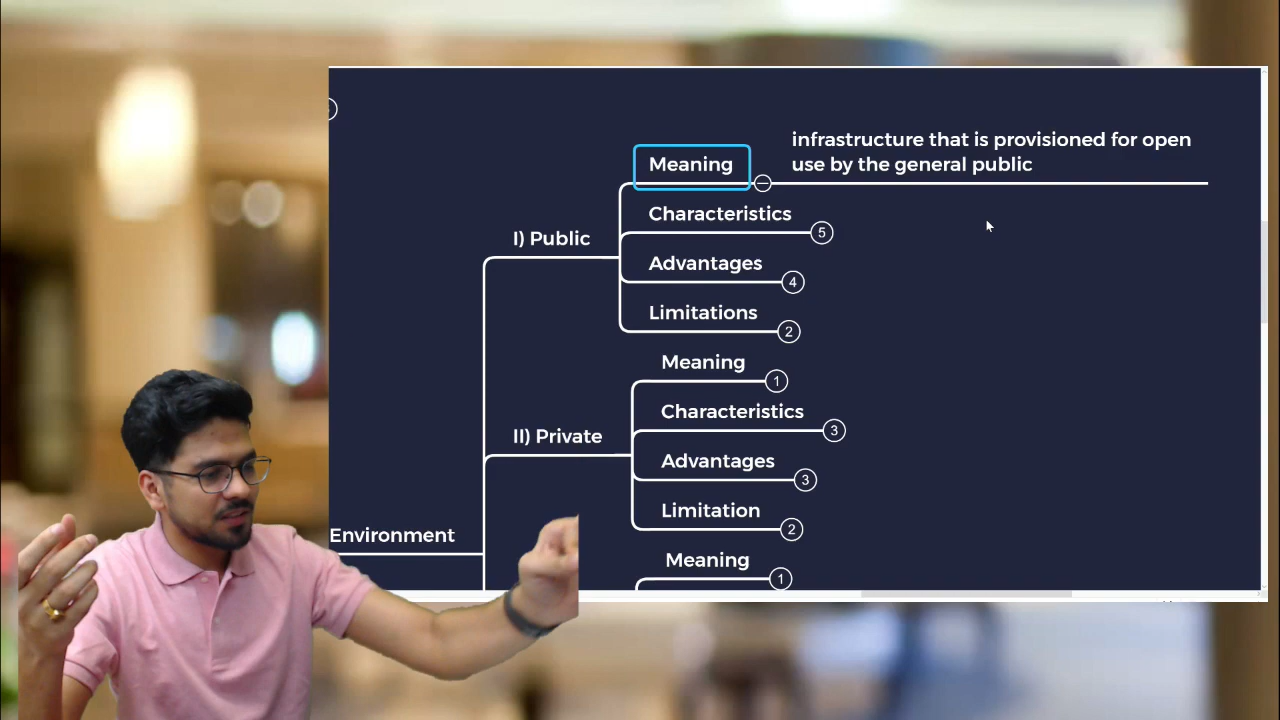 Meaning
infrastructure that is provisioned for open
use by the general public
Characteristics
5
Advantages
4
Limitations
2
I) Public
Meaning
1
Characteristics
3
II) Private
Advantages
3
Limitation
2
Environment
Meaning
1